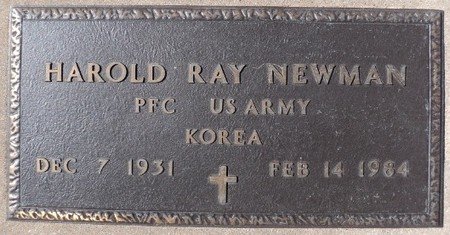 HAROLD RAY NEWMAN
PFC US ARMY
KOREA
DEC 7 1931 FEB 14 1984